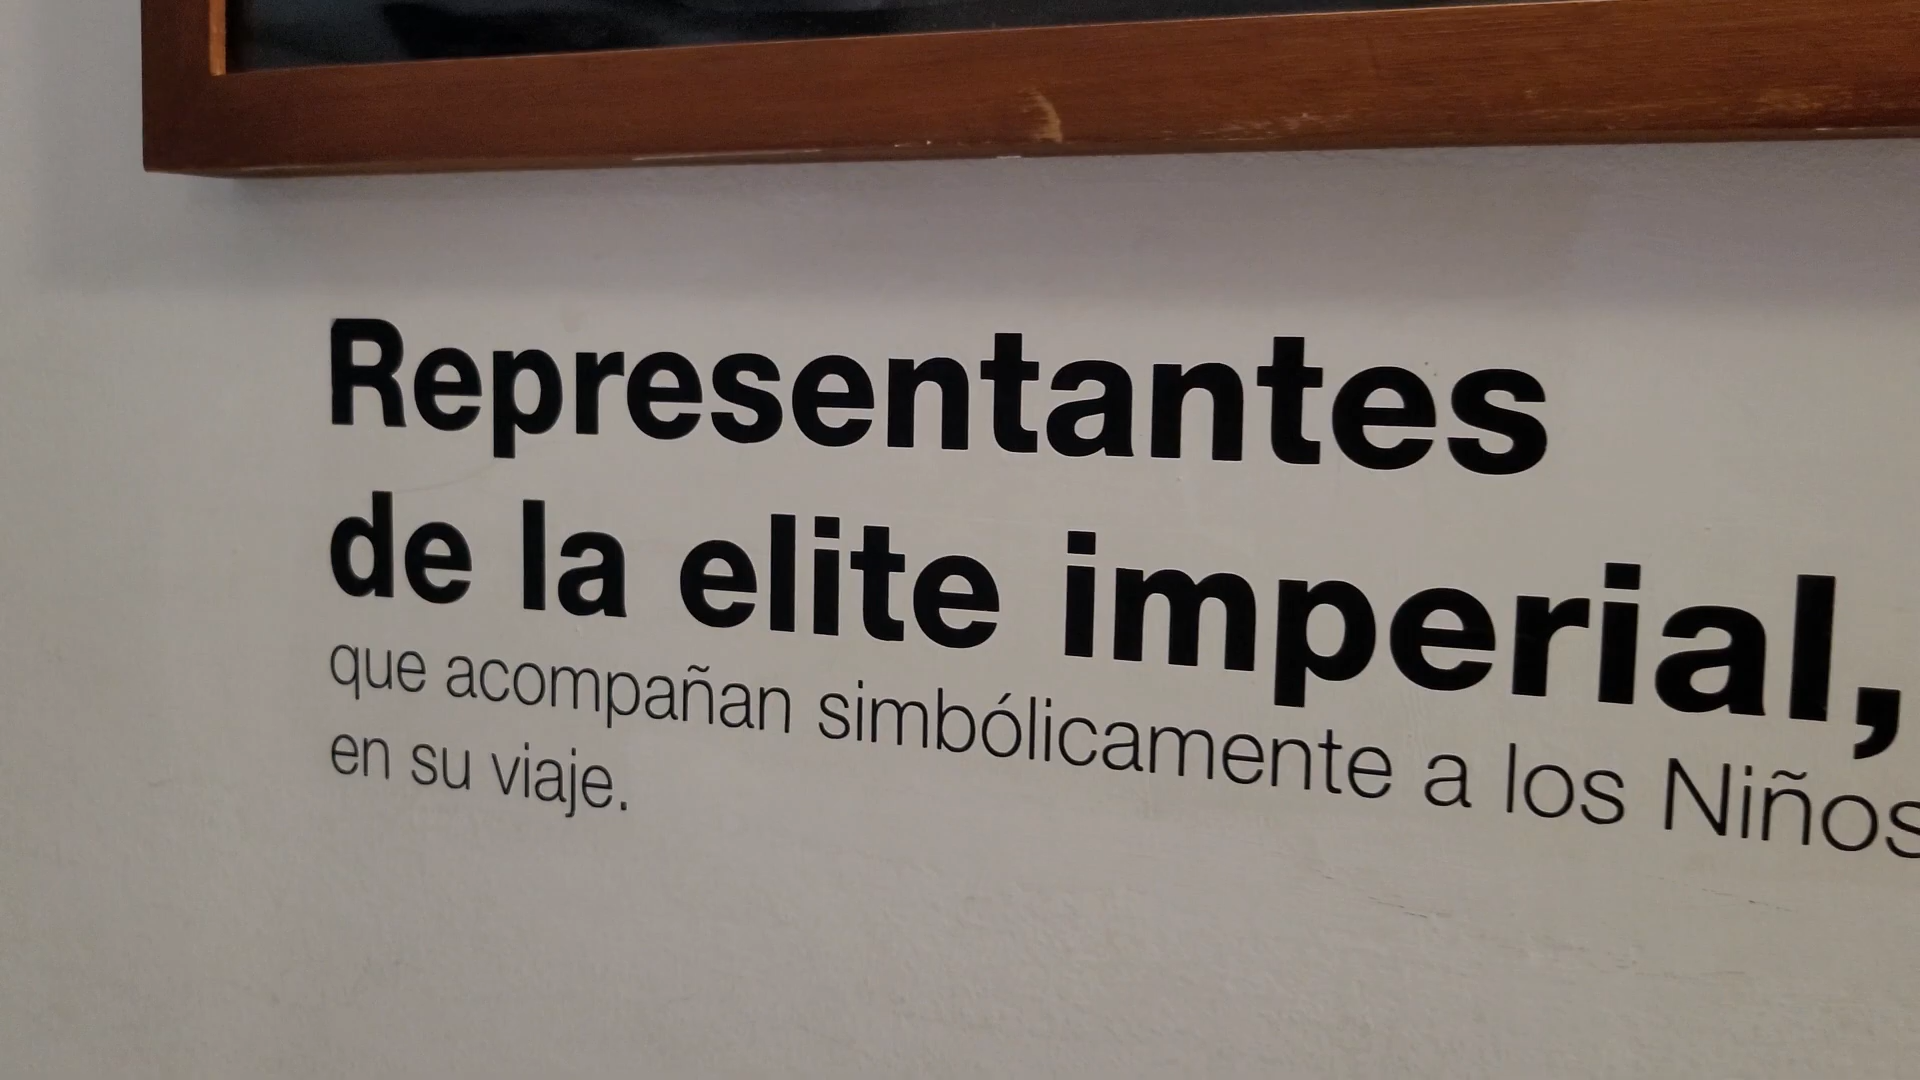 Representantes
de la elite imperial,
que acompañan simbólicamente a los Niños
en su viaje.